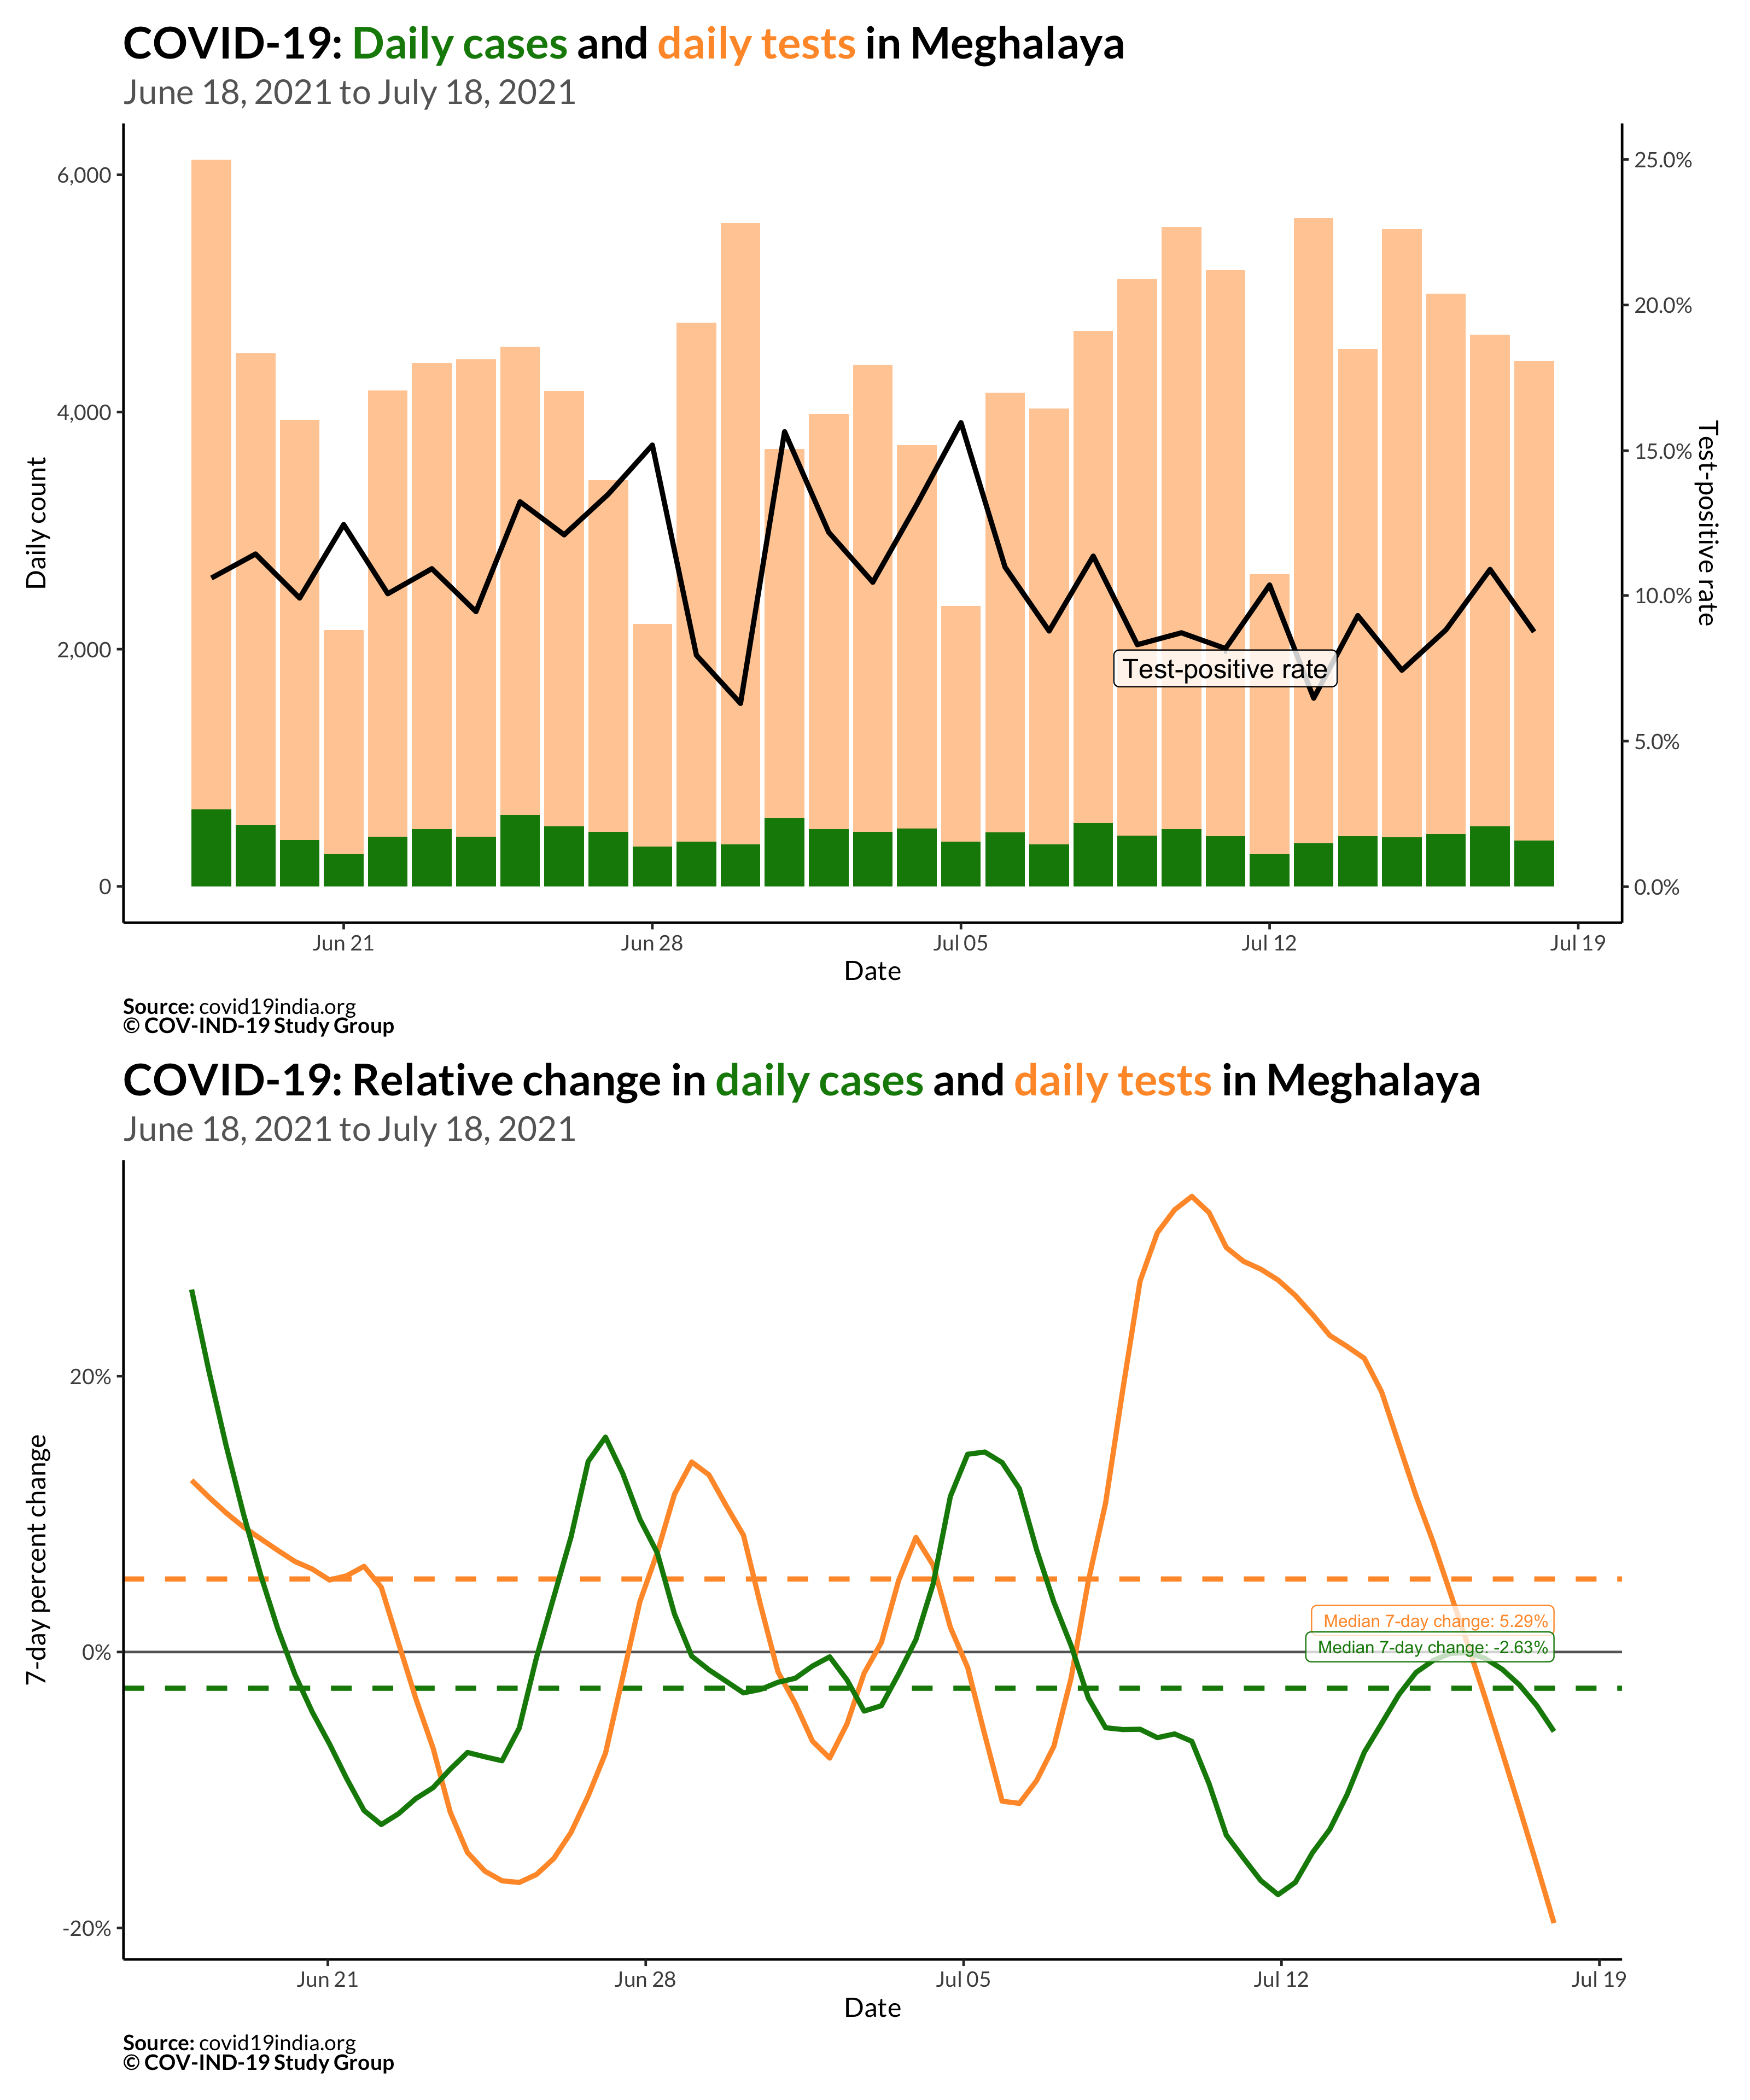 COVID-19: Daily cases and daily tests in Meghalaya
June 18, 2021 to July 18, 2021
6,000
4,000
2,000
0
Daily count
25.0%
20.0%
15.0%
10.0%
5.0%
0.0%
Test-positive rate
Test-positive rate
Jun 21
Jun 28
Jul 05
Jul 12
Jul 19
Date
Source: covid19india.org
© COV-IND-19 Study Group
COVID-19: Relative change in daily cases and daily tests in Meghalaya
June 18, 2021 to July 18, 2021
20%
0%
-20%
7-day percent change
Median 7-day change: 5.29%
Median 7-day change: -2.63%
Jun 21
Jun 28
Jul 05
Jul 12
Jul 19
Date
Source: covid19india.org
© COV-IND-19 Study Group